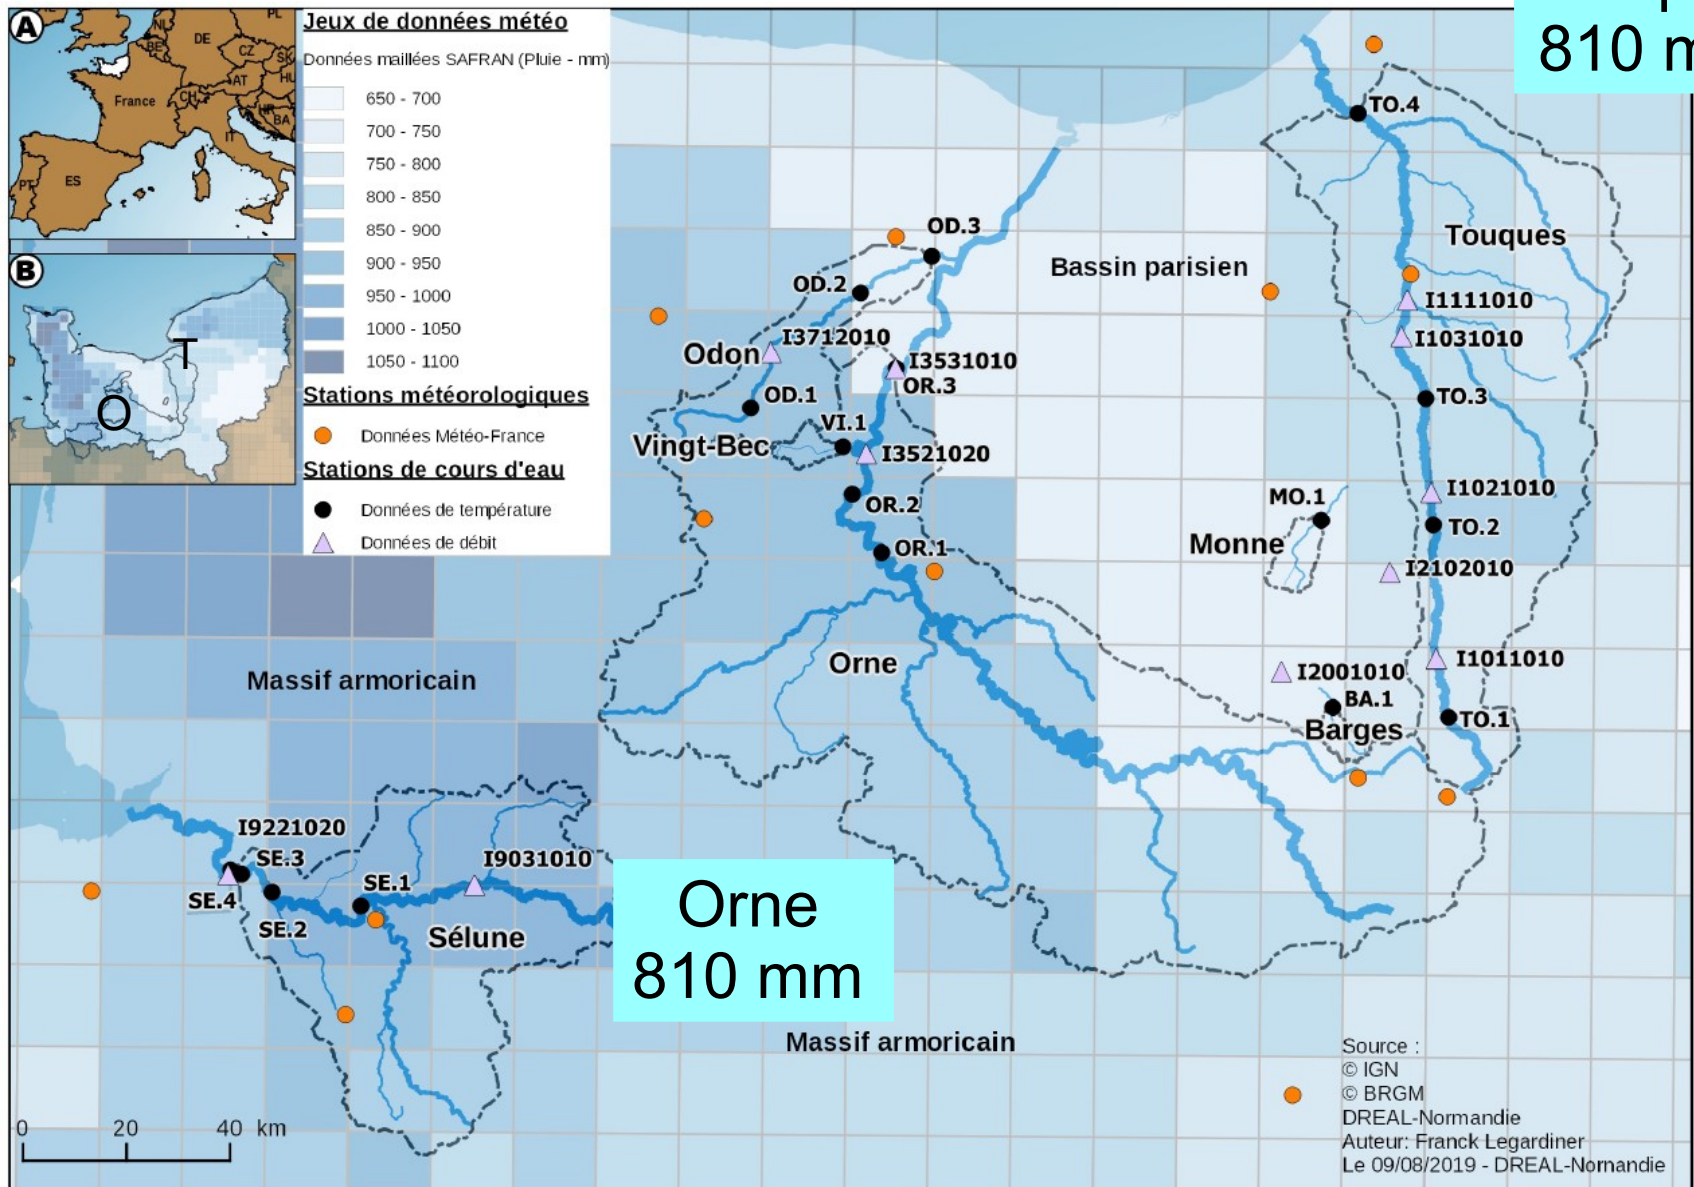 A
NL
PL
DE
BE
CZ
SK
AT
HU
France
CH
HR
BA
IT
PT
ES
B
T
O
Jeux de données météo
Données maillées SAFRAN (Pluie - mm)
650 - 700
700 - 750
750 - 800
800 - 850
850 - 900
900 - 950
950 - 1000
1000 - 1050
1050 - 1100
Stations météorologiques
Données Météo-France
Stations de cours d'eau
Données de température
Données de débit
810 m
TO.4
OD.3
Touques
Bassin parisien
OD.2
I1111010
I3712010
I1031010
Odon
I3531010
OR.3
OD.1
TO.3
VI.1
Vingt-Bec
I3521020
I1021010
MO.1
OR.2
TO.2
Monne
OR.1
I2102010
Orne
I1011010
Massif armoricain
I2001010
BA.1
TO.1
Barges
I9221020
SE.3
I9031010
SE.1
SE.4
SE.2
Sélune
Orne
810 mm
Massif armoricain
Source :
© IGN
© BRGM
DREAL-Normandie
Auteur: Franck Legardiner
Le 09/08/2019 - DREAL-Normandie
0 20 40 km